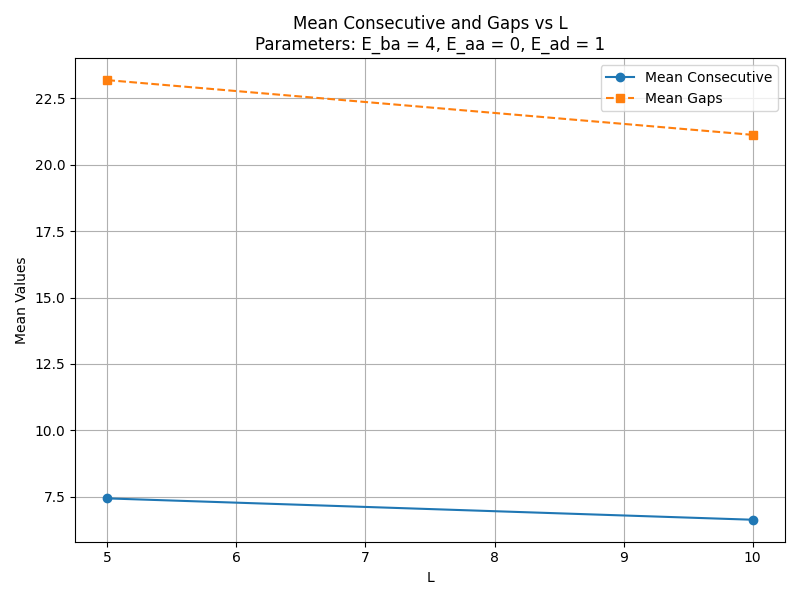 Mean Consecutive and Gaps vs L
Parameters: E_ba = 4, E_aa = 0, E_ad = 1
Mean Consecutive
Mean Gaps
Mean Values
22.5
20.0
17.5
15.0
12.5
10.0
7.5
5
6
7
8
9
10
L